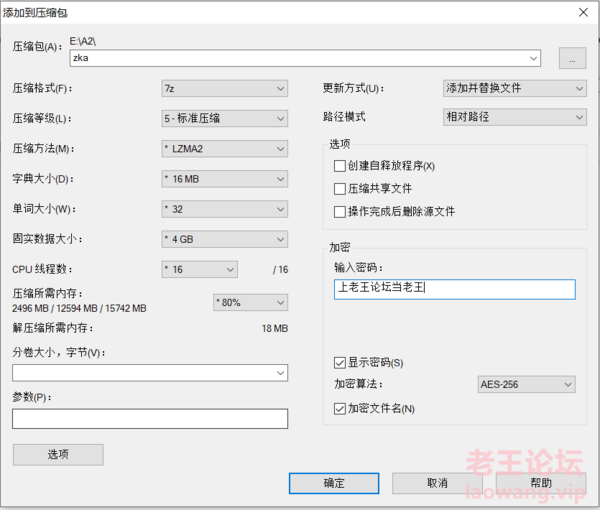 添加到压缩包
压缩包(A): E:\A2\
zka
...
压缩格式(F): 7z
更新方式(U): 添加并替换文件
压缩等级(L): 5 - 标准压缩
路径模式 相对路径
压缩方法(M): * LZMA2
选项
字典大小(D): * 16 MB
创建自释放程序(X)
压缩共享文件
单词大小(W): * 32
操作完成后删除源文件
固实数据大小: * 4 GB
加密
CPU 线程数: * 16 / 16
输入密码:
上老王论坛当老王
压缩所需内存:
2496 MB / 12594 MB / 15742 MB
* 80%
解压缩所需内存: 18 MB
分卷大小，字节(V):
显示密码(S)
加密算法: AES-256
参数(P):
加密文件名(N)
选项
确定 取消 帮助
老王论坛
laowang.vip